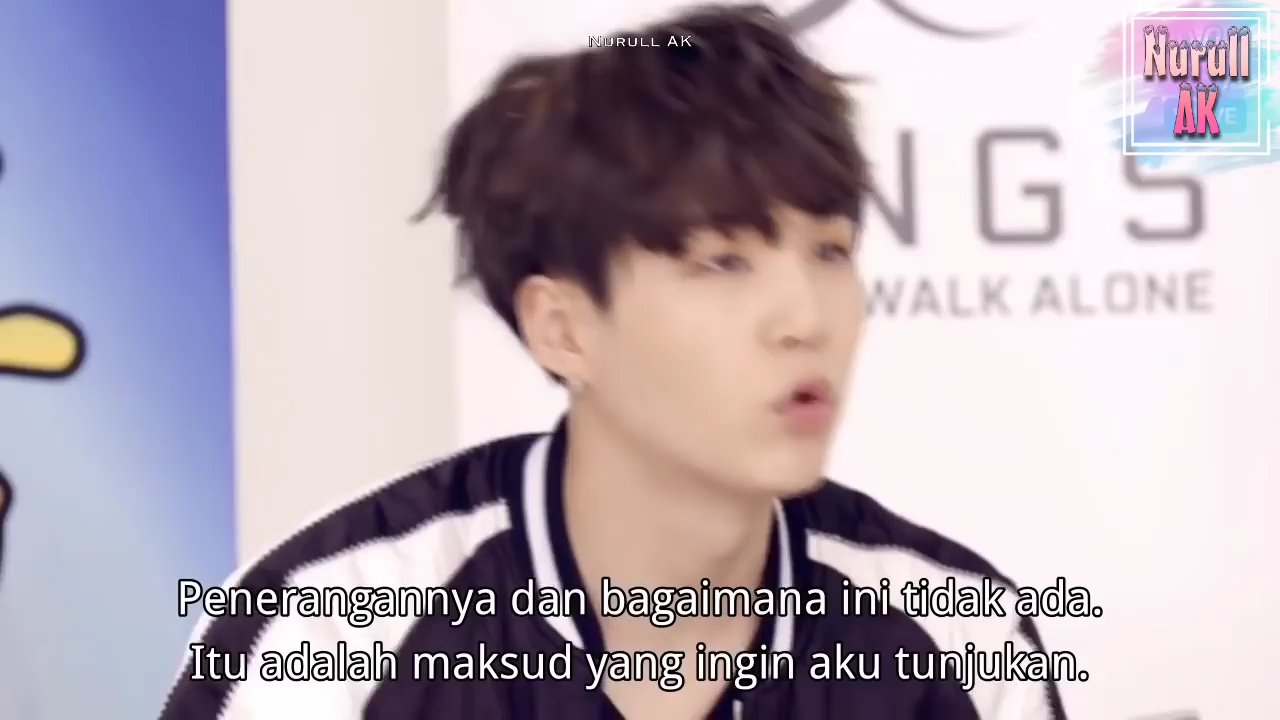 Nurull AK
Nurull
AK
NGS
WALK ALONE
Penerangannya dan bagaimana ini tidak ada.
Itu adalah maksud yang ingin aku tunjukan.